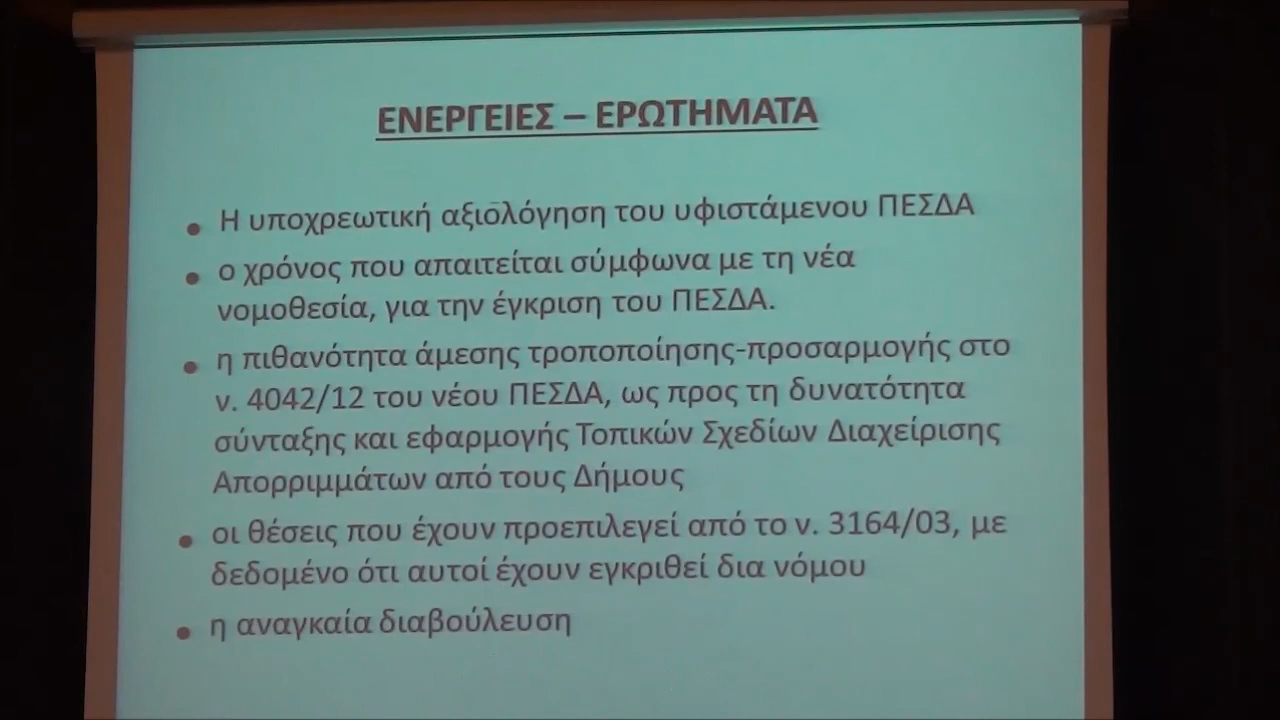 ΕΝΕΡΓΕΙΕΣ – ΕΡΩΤΗΜΑΤΑ
• Η υποχρεωτική αξιολόγηση του υφιστάμενου ΠΕΣΔΑ
• ο χρόνος που απαιτείται σύμφωνα με τη νέα
νομοθεσία, για την έγκριση του ΠΕΣΔΑ.
• η πιθανότητα άμεσης τροποποίησης-προσαρμογής στο
ν. 4042/12 του νέου ΠΕΣΔΑ, ως προς τη δυνατότητα
σύνταξης και εφαρμογής Τοπικών Σχεδίων Διαχείρισης
Απορριμμάτων από τους Δήμους
• οι θέσεις που έχουν προεπιλεγεί από το ν. 3164/03, με
δεδομένο ότι αυτοί έχουν εγκριθεί δια νόμου
• η αναγκαία διαβούλευση